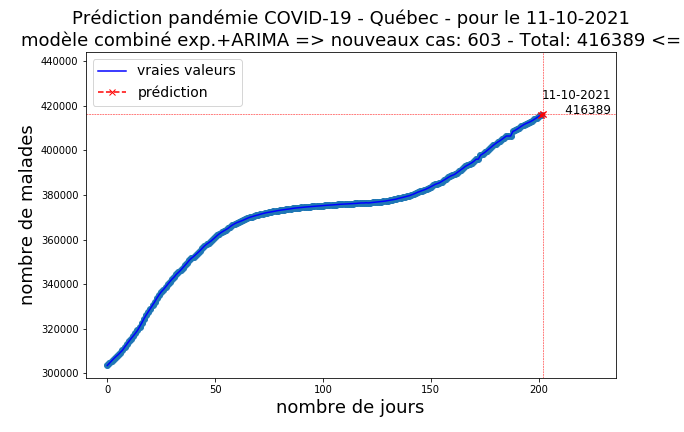 Prédiction pandémie COVID-19 - Québec - pour le 11-10-2021
modèle combiné exp.+ARIMA => nouveaux cas: 603 - Total: 416389 <=
vraies valeurs
prédiction
11-10-2021
416389
nombre de malades
440000
420000
400000
380000
360000
340000
320000
300000
0 50 100 150 200
nombre de jours